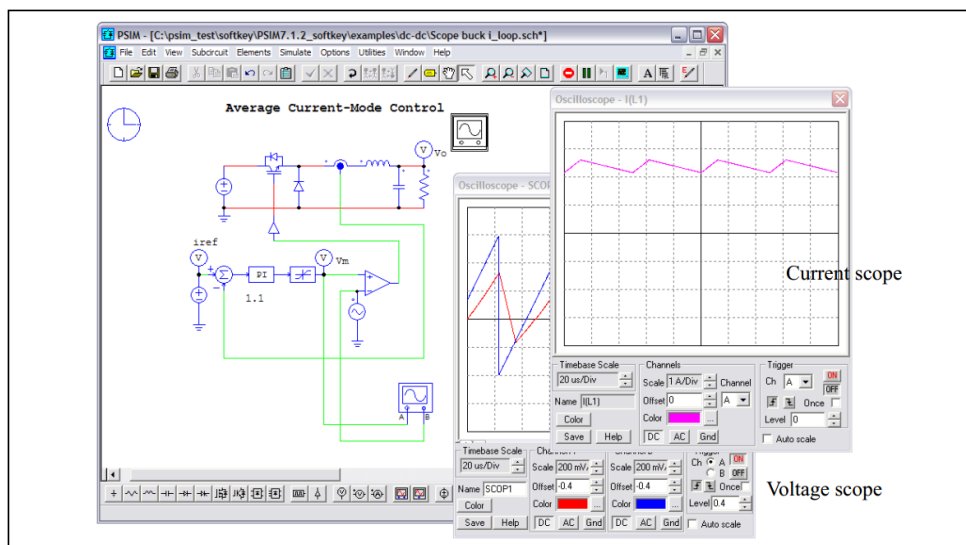 PSIM - [C:\psim_test\softkey\PSIM7.1.2_softkey\examples\dc-dc\Scope buck i_loop.sch*]
File Edit View Subcircuit Elements Simulate Options Utilities Window Help
Average Current-Mode Control
V
Vo
iref
V
V
Vm
PI
1.1
A B
Oscilloscope - SCOP
Timebase Scale
20 us/Div
Name SCOP1
Color
Save Help
Scale 200 mV/
Offset -0.4
Color
DC AC Gnd
Scale 200 mV/
Offset -0.4
Color
DC AC Gnd
Trigger
Ch A ON
B OFF
Once
Level 0.4
Auto scale
Oscilloscope - I(L1)
Timebase Scale
20 us/Div
Name I(L1)
Color
Save Help
Channels
Scale 1 A/Div Channel
Offset 0 A
Color
DC AC Gnd
Trigger
Ch A ON
OFF
Once
Level 0
Auto scale
Current scope
Voltage scope